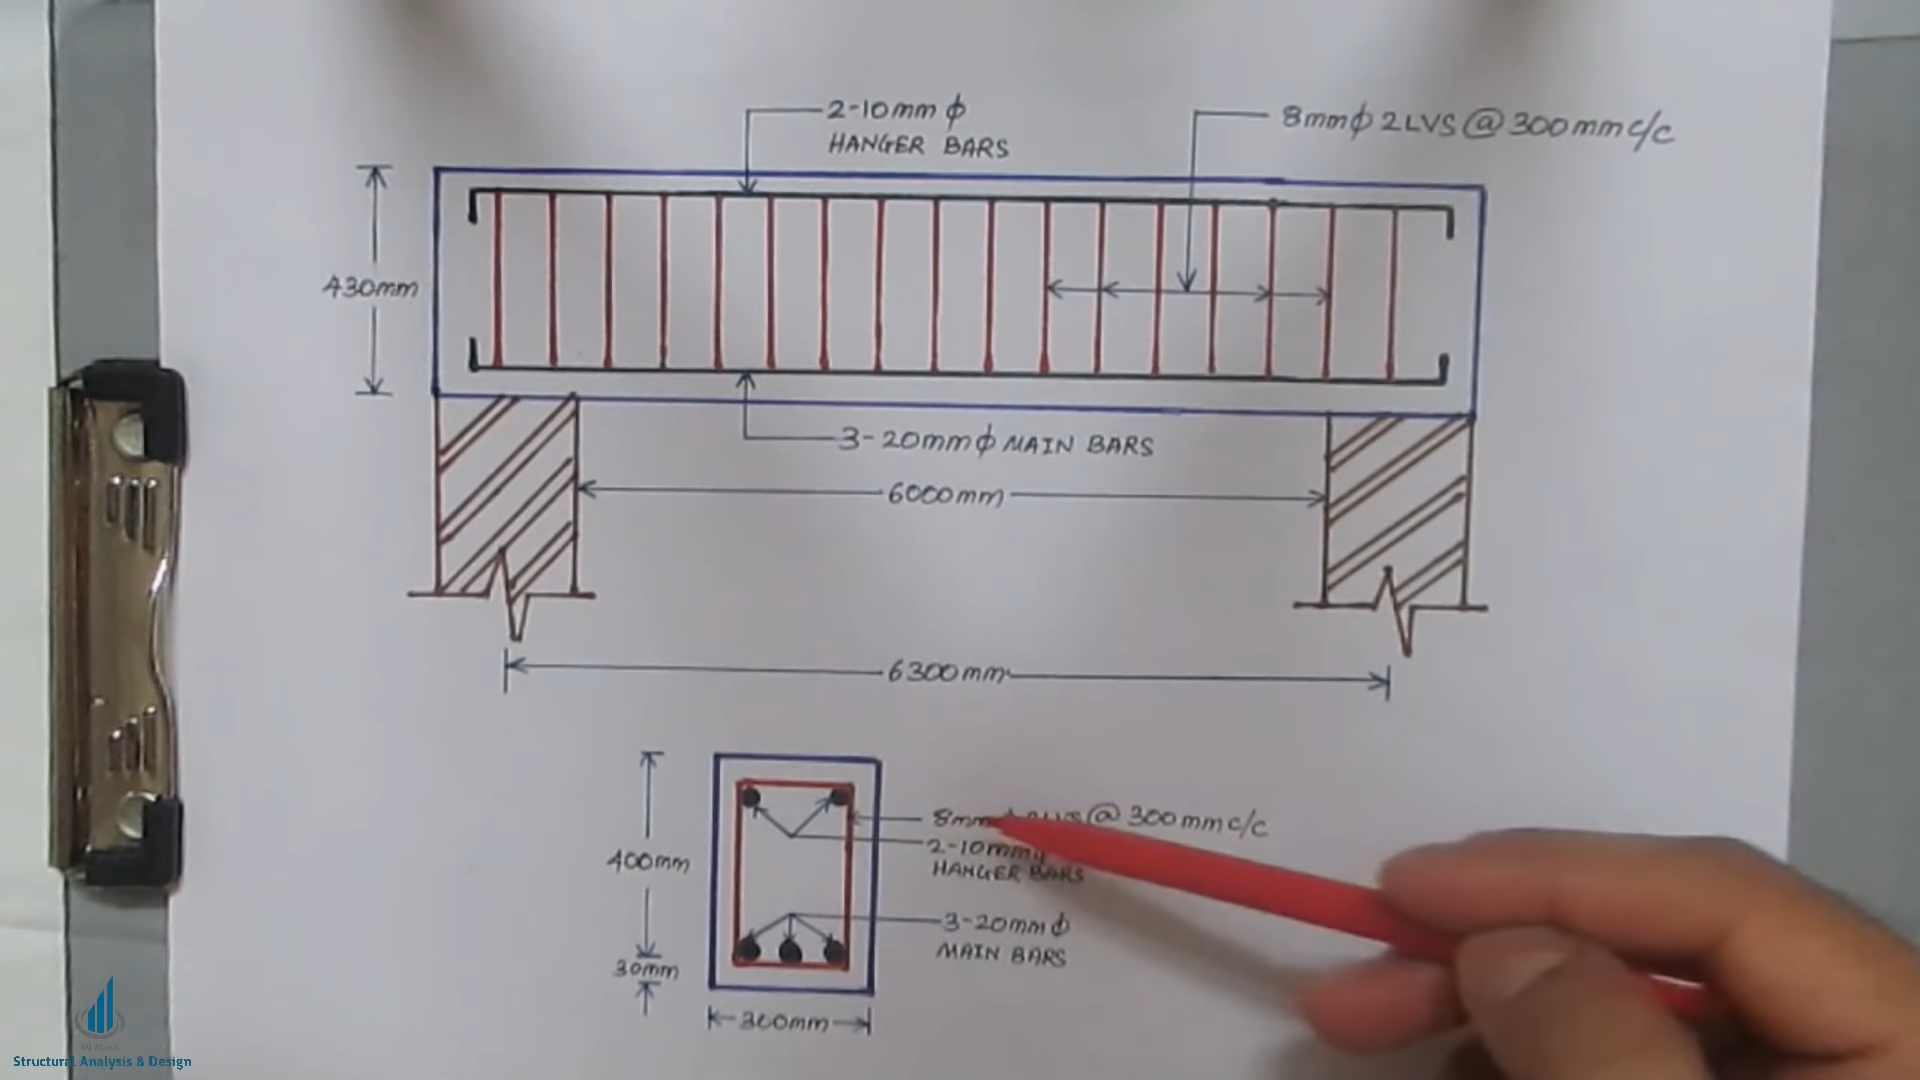 2-10mm ϕ
HANGER BARS
8mmϕ 2LVS @ 300mm c/c
430mm
3-20mmϕ MAIN BARS
6000mm
6300mm
8mm @ 300mm c/c
2-10mm
HANGER BARS
400mm
3-20mm ϕ
MAIN BARS
30mm
300mm
Structural Analysis & Design